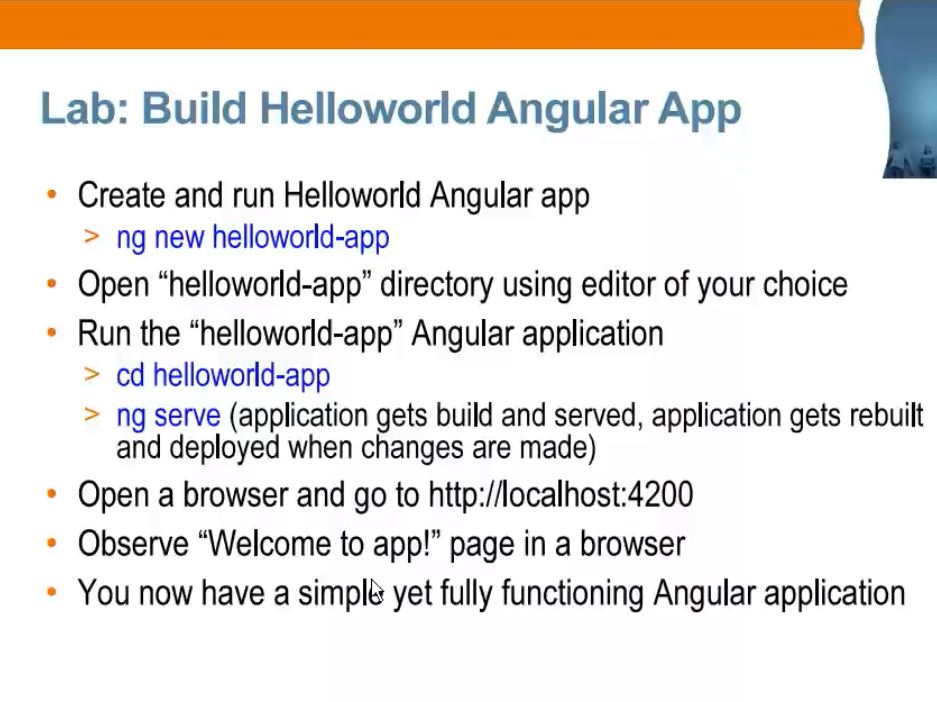 Lab: Build Helloworld Angular App
• Create and run Helloworld Angular app
> ng new helloworld-app
• Open “helloworld-app” directory using editor of your choice
• Run the “helloworld-app” Angular application
> cd helloworld-app
> ng serve (application gets build and served, application gets rebuilt
and deployed when changes are made)
• Open a browser and go to http://localhost:4200
• Observe “Welcome to app!” page in a browser
• You now have a simple yet fully functioning Angular application